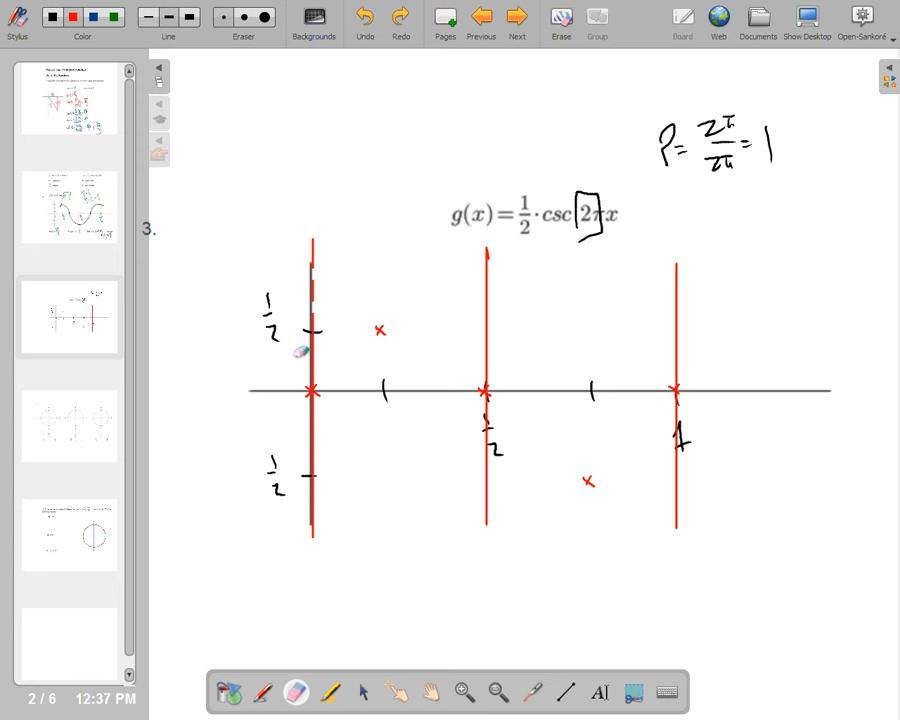 Stylus
Color
Line
Eraser
Backgrounds
Undo
Redo
Pages
Previous
Next
Erase
Group
Board
Web
Documents
Show Desktop
Open-Sankoré
P = 2π/2π = 1
3.
g(x) = 1/2 · csc 2πx
1/2
1/2
1
1/2
2 / 6
12:37 PM